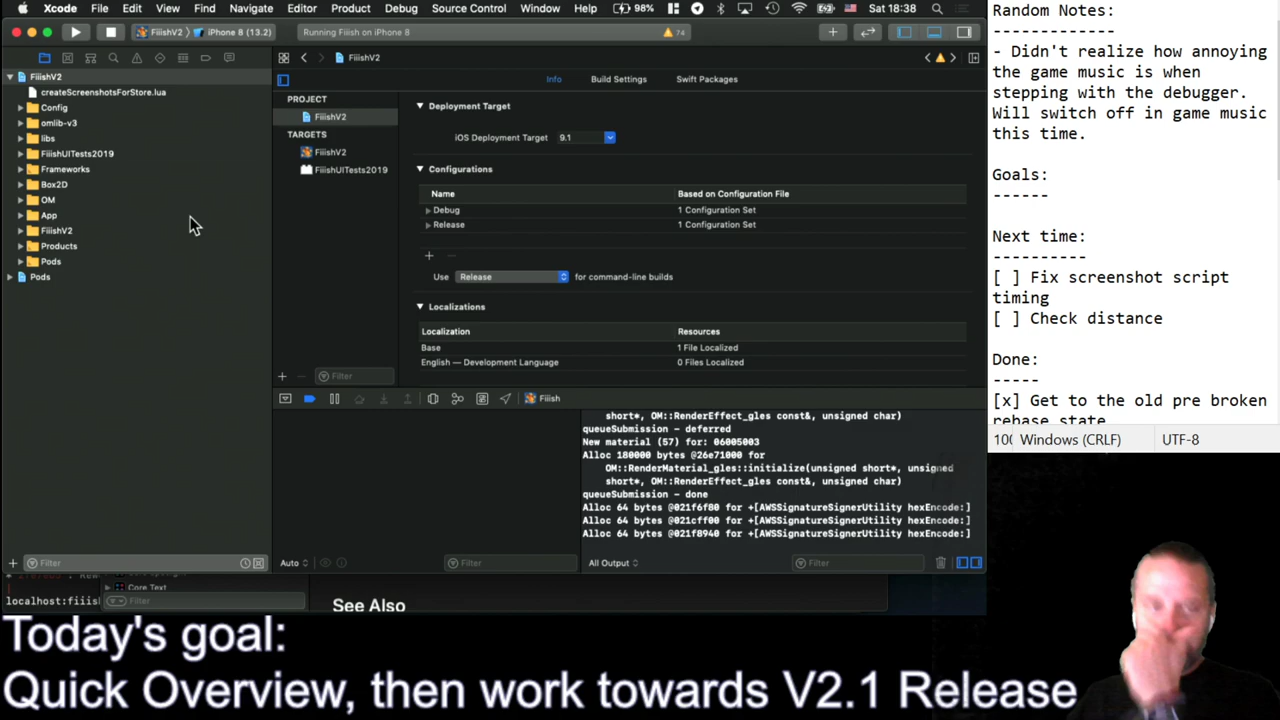 Xcode File Edit View Find Navigate Editor Product Debug Source Control Window Help 98% Sat 18:38
FiiishV2 〉 iPhone 8 (13.2)
Running Fiiish on iPhone 8
74
FiiishV2
createScreenshotsForStore.lua
Config
omlib-v3
libs
FiiishUITests2019
Frameworks
Box2D
OM
App
FiiishV2
Products
Pods
Pods
Filter
FiiishV2
Info Build Settings Swift Packages
PROJECT
FiiishV2
TARGETS
FiiishV2
FiiishUITests2019
Filter
Deployment Target
iOS Deployment Target 9.1
Configurations
Name Based on Configuration File
Debug 1 Configuration Set
Release 1 Configuration Set
Use Release for command-line builds
Localizations
Localization Resources
Base 1 File Localized
English — Development Language 0 Files Localized
Fiiish
short*, OM::RenderEffect_gles const&, unsigned char)
queueSubmission - deferred
New material (57) for: 06005003
Alloc 180000 bytes @26e71000 for
OM::RenderMaterial_gles::initialize(unsigned short*, unsigned
short*, OM::RenderEffect_gles const&, unsigned char)
queueSubmission - done
Alloc 64 bytes @021f6f80 for +[AWSSignatureSignerUtility hexEncode:]
Alloc 64 bytes @021cff00 for +[AWSSignatureSignerUtility hexEncode:]
Alloc 64 bytes @021f8940 for +[AWSSignatureSignerUtility hexEncode:]
Auto Filter All Output Filter
Core Text
localhost:fiiis
Filter
See Also
Random Notes:
-------------
- Didn't realize how annoying
the game music is when
stepping with the debugger.
Will switch off in game music
this time.
Goals:
------
Next time:
----------
[ ] Fix screenshot script
timing
[ ] Check distance
Done:
-----
[x] Get to the old pre broken
rebase state
100 Windows (CRLF) UTF-8
Today's goal:
Quick Overview, then work towards V2.1 Release